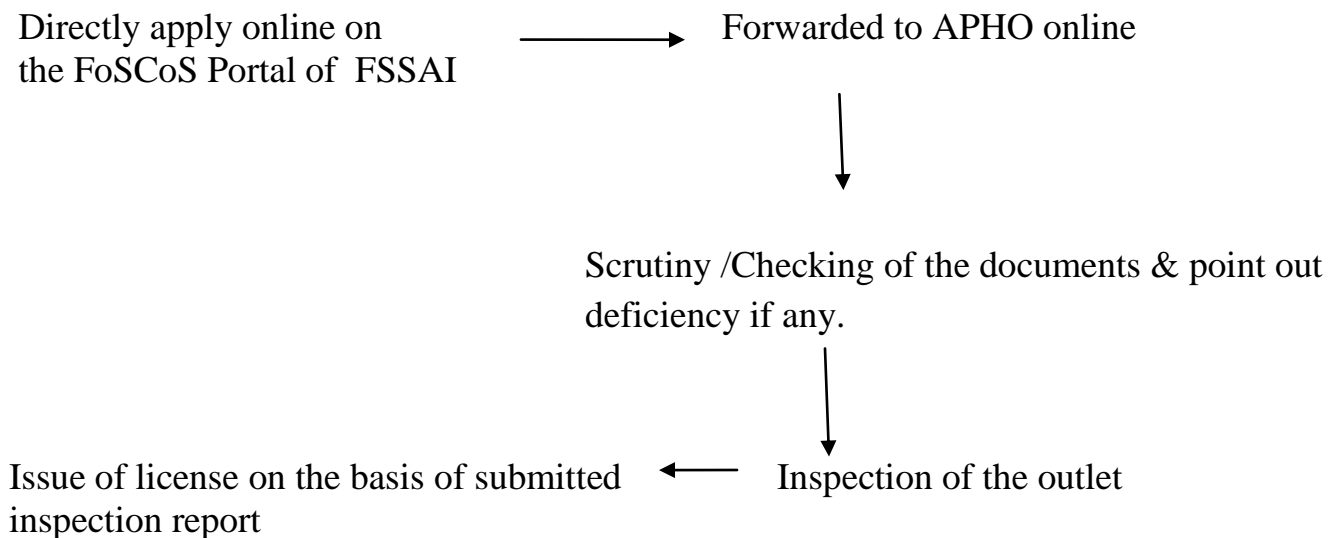 Directly apply online on
the FoSCoS Portal of FSSAI
Forwarded to APHO online
Scrutiny /Checking of the documents & point out
deficiency if any.
Inspection of the outlet
Issue of license on the basis of submitted
inspection report